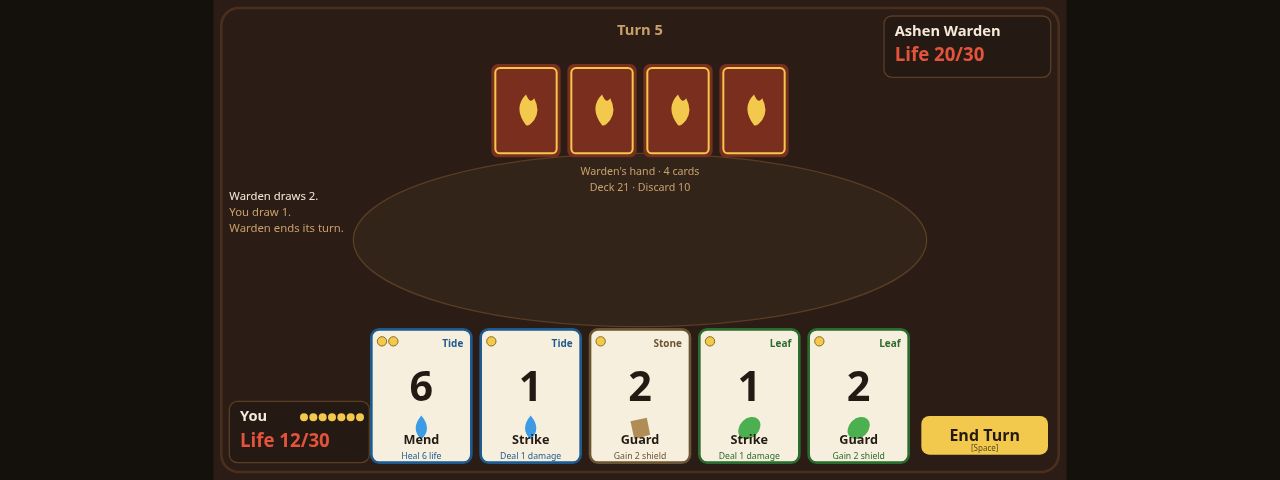 Turn 5
Ashen Warden
Life 20/30
Warden's hand · 4 cards
Deck 21 · Discard 10
Warden draws 2.
You draw 1.
Warden ends its turn.
Tide
6
Mend
Heal 6 life
Tide
1
Strike
Deal 1 damage
Stone
2
Guard
Gain 2 shield
Leaf
1
Strike
Deal 1 damage
Leaf
2
Guard
Gain 2 shield
You
Life 12/30
End Turn
[Space]